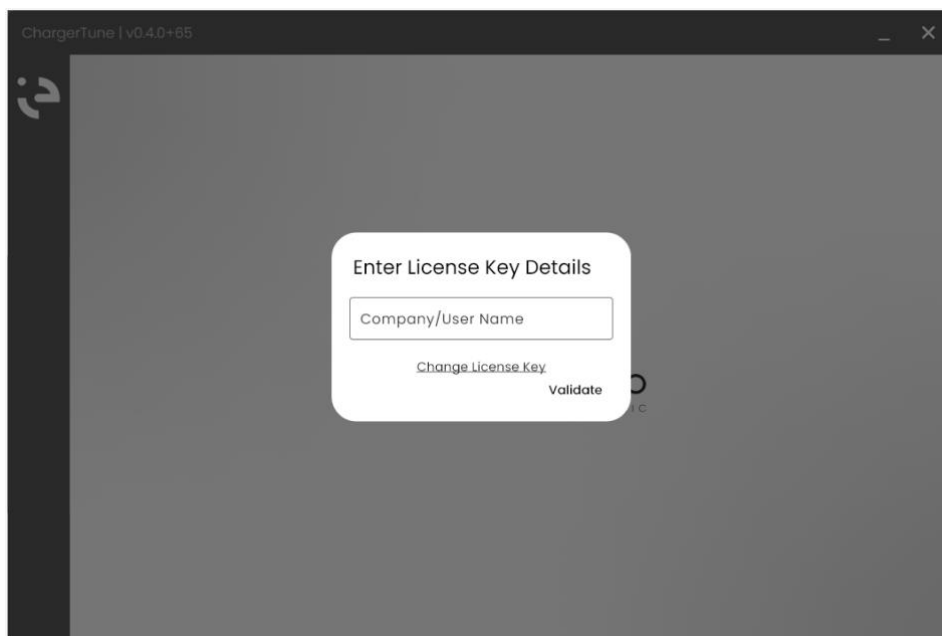 ChargerTune | v0.4.0+65
Enter License Key Details
Company/User Name
Change License Key
Validate